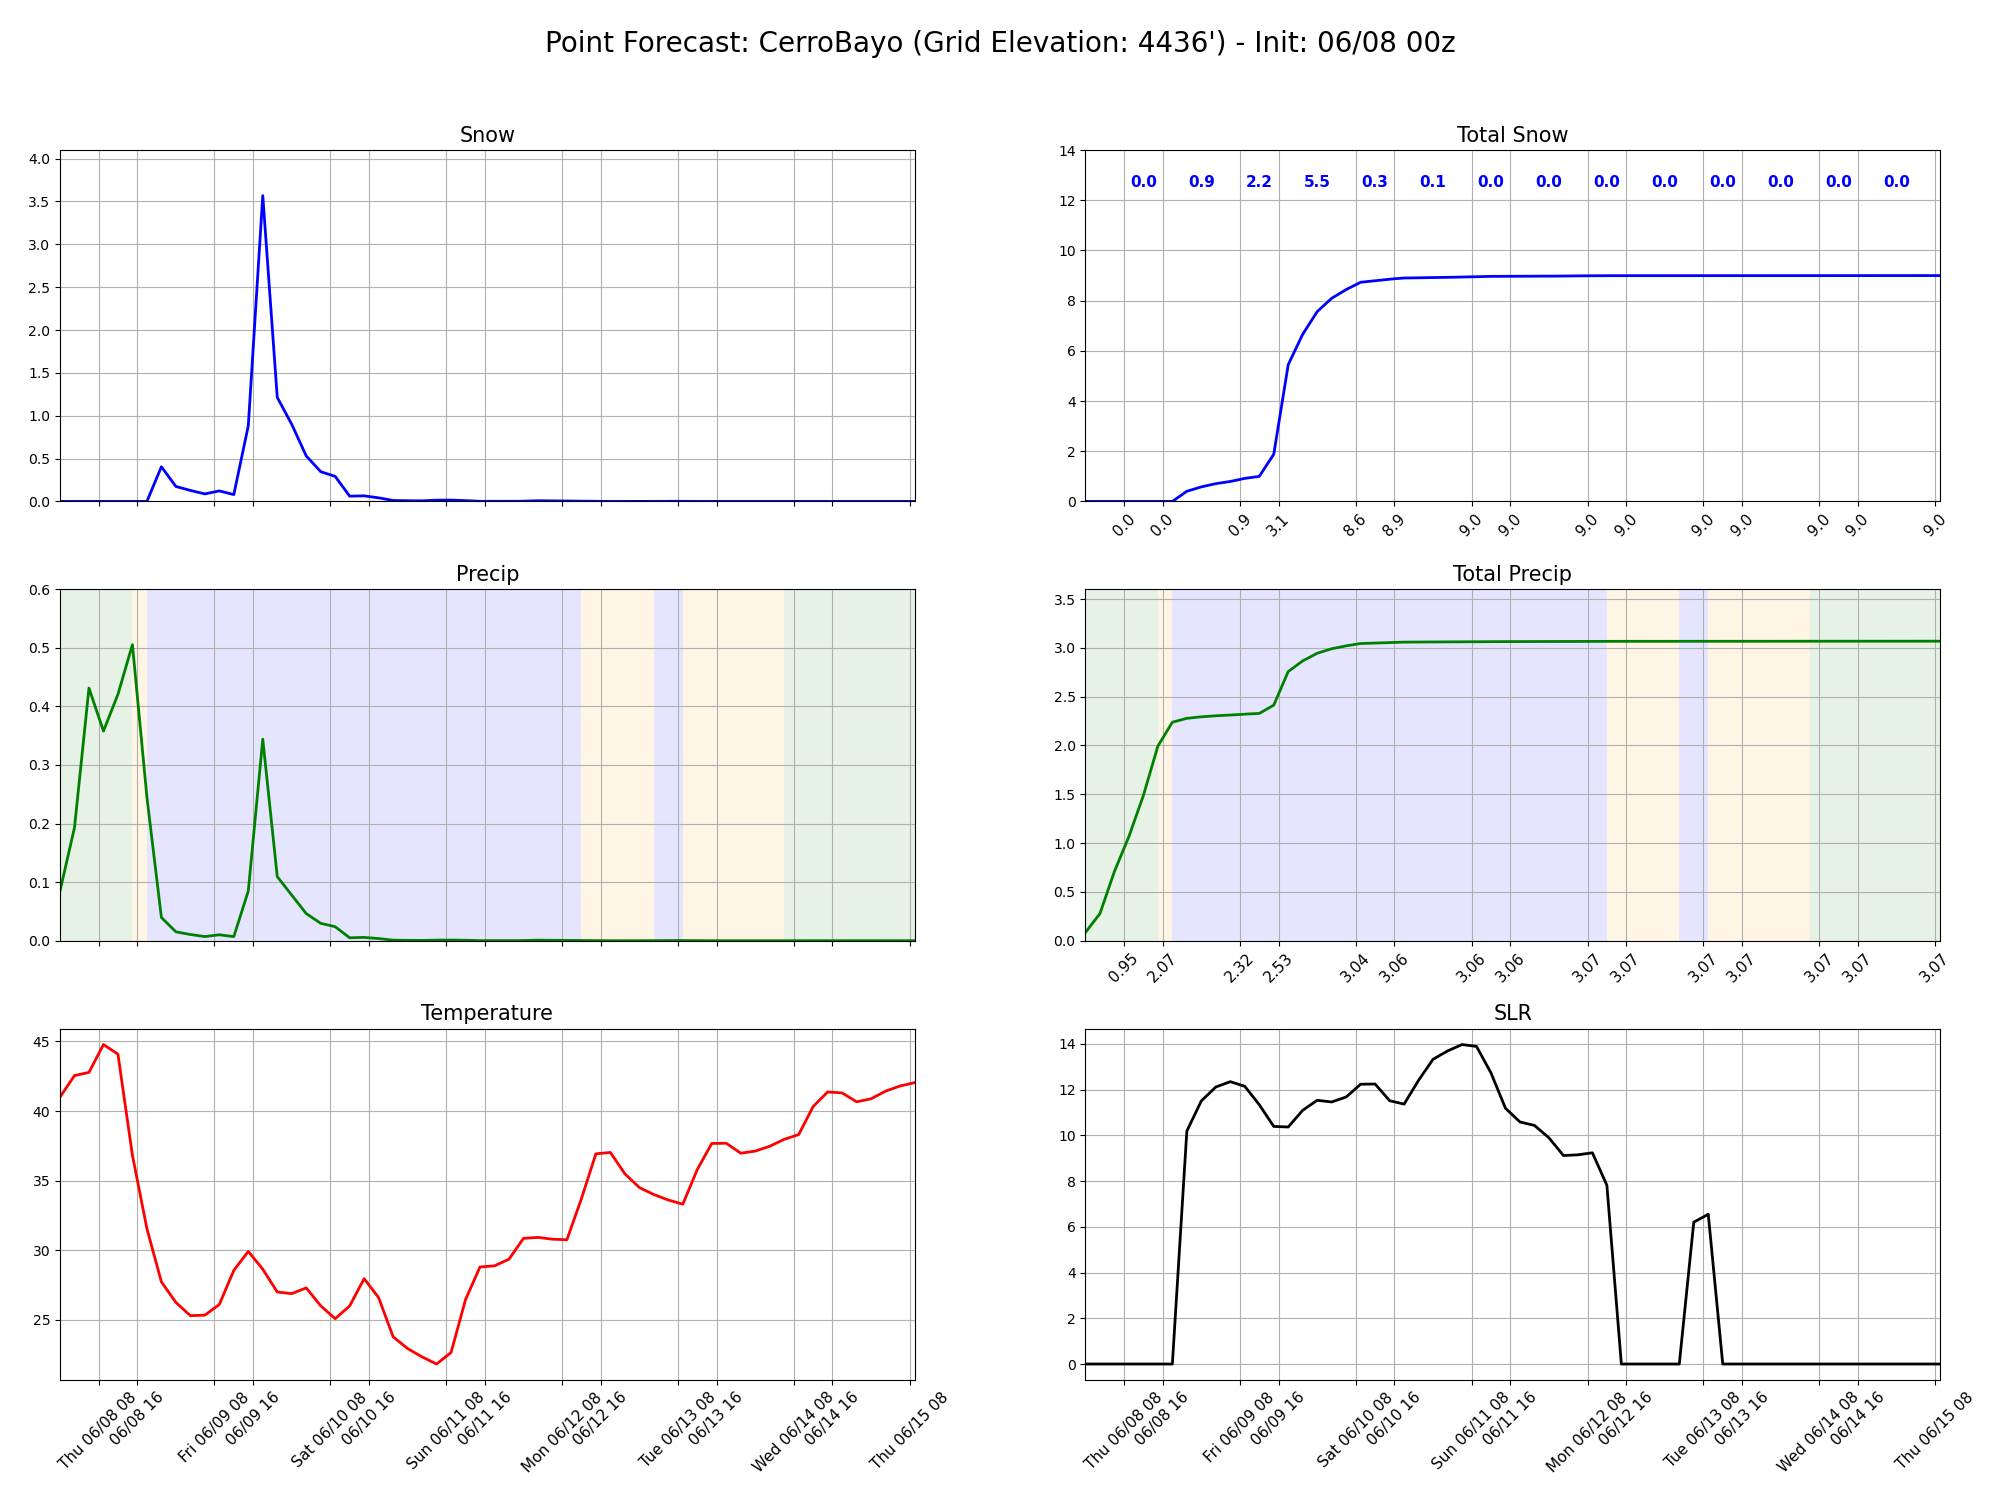 Point Forecast: CerroBayo (Grid Elevation: 4436') - Init: 06/08 00z
Snow
4.0
3.5
3.0
2.5
2.0
1.5
1.0
0.5
0.0
Total Snow
14
12
10
8
6
4
2
0
0.0 0.9 2.2 5.5 0.3 0.1 0.0 0.0 0.0 0.0 0.0 0.0 0.0 0.0
0.0 0.0 0.9 3.1 8.6 8.9 9.0 9.0 9.0 9.0 9.0 9.0 9.0 9.0 9.0
Precip
0.6
0.5
0.4
0.3
0.2
0.1
0.0
Total Precip
3.5
3.0
2.5
2.0
1.5
1.0
0.5
0.0
0.95 2.07 2.32 2.53 3.04 3.06 3.06 3.06 3.07 3.07 3.07 3.07 3.07 3.07 3.07
Temperature
45
40
35
30
25
Thu 06/08 08
06/08 16
Fri 06/09 08
06/09 16
Sat 06/10 08
06/10 16
Sun 06/11 08
06/11 16
Mon 06/12 08
06/12 16
Tue 06/13 08
06/13 16
Wed 06/14 08
06/14 16
Thu 06/15 08
SLR
14
12
10
8
6
4
2
0
Thu 06/08 08
06/08 16
Fri 06/09 08
06/09 16
Sat 06/10 08
06/10 16
Sun 06/11 08
06/11 16
Mon 06/12 08
06/12 16
Tue 06/13 08
06/13 16
Wed 06/14 08
06/14 16
Thu 06/15 08